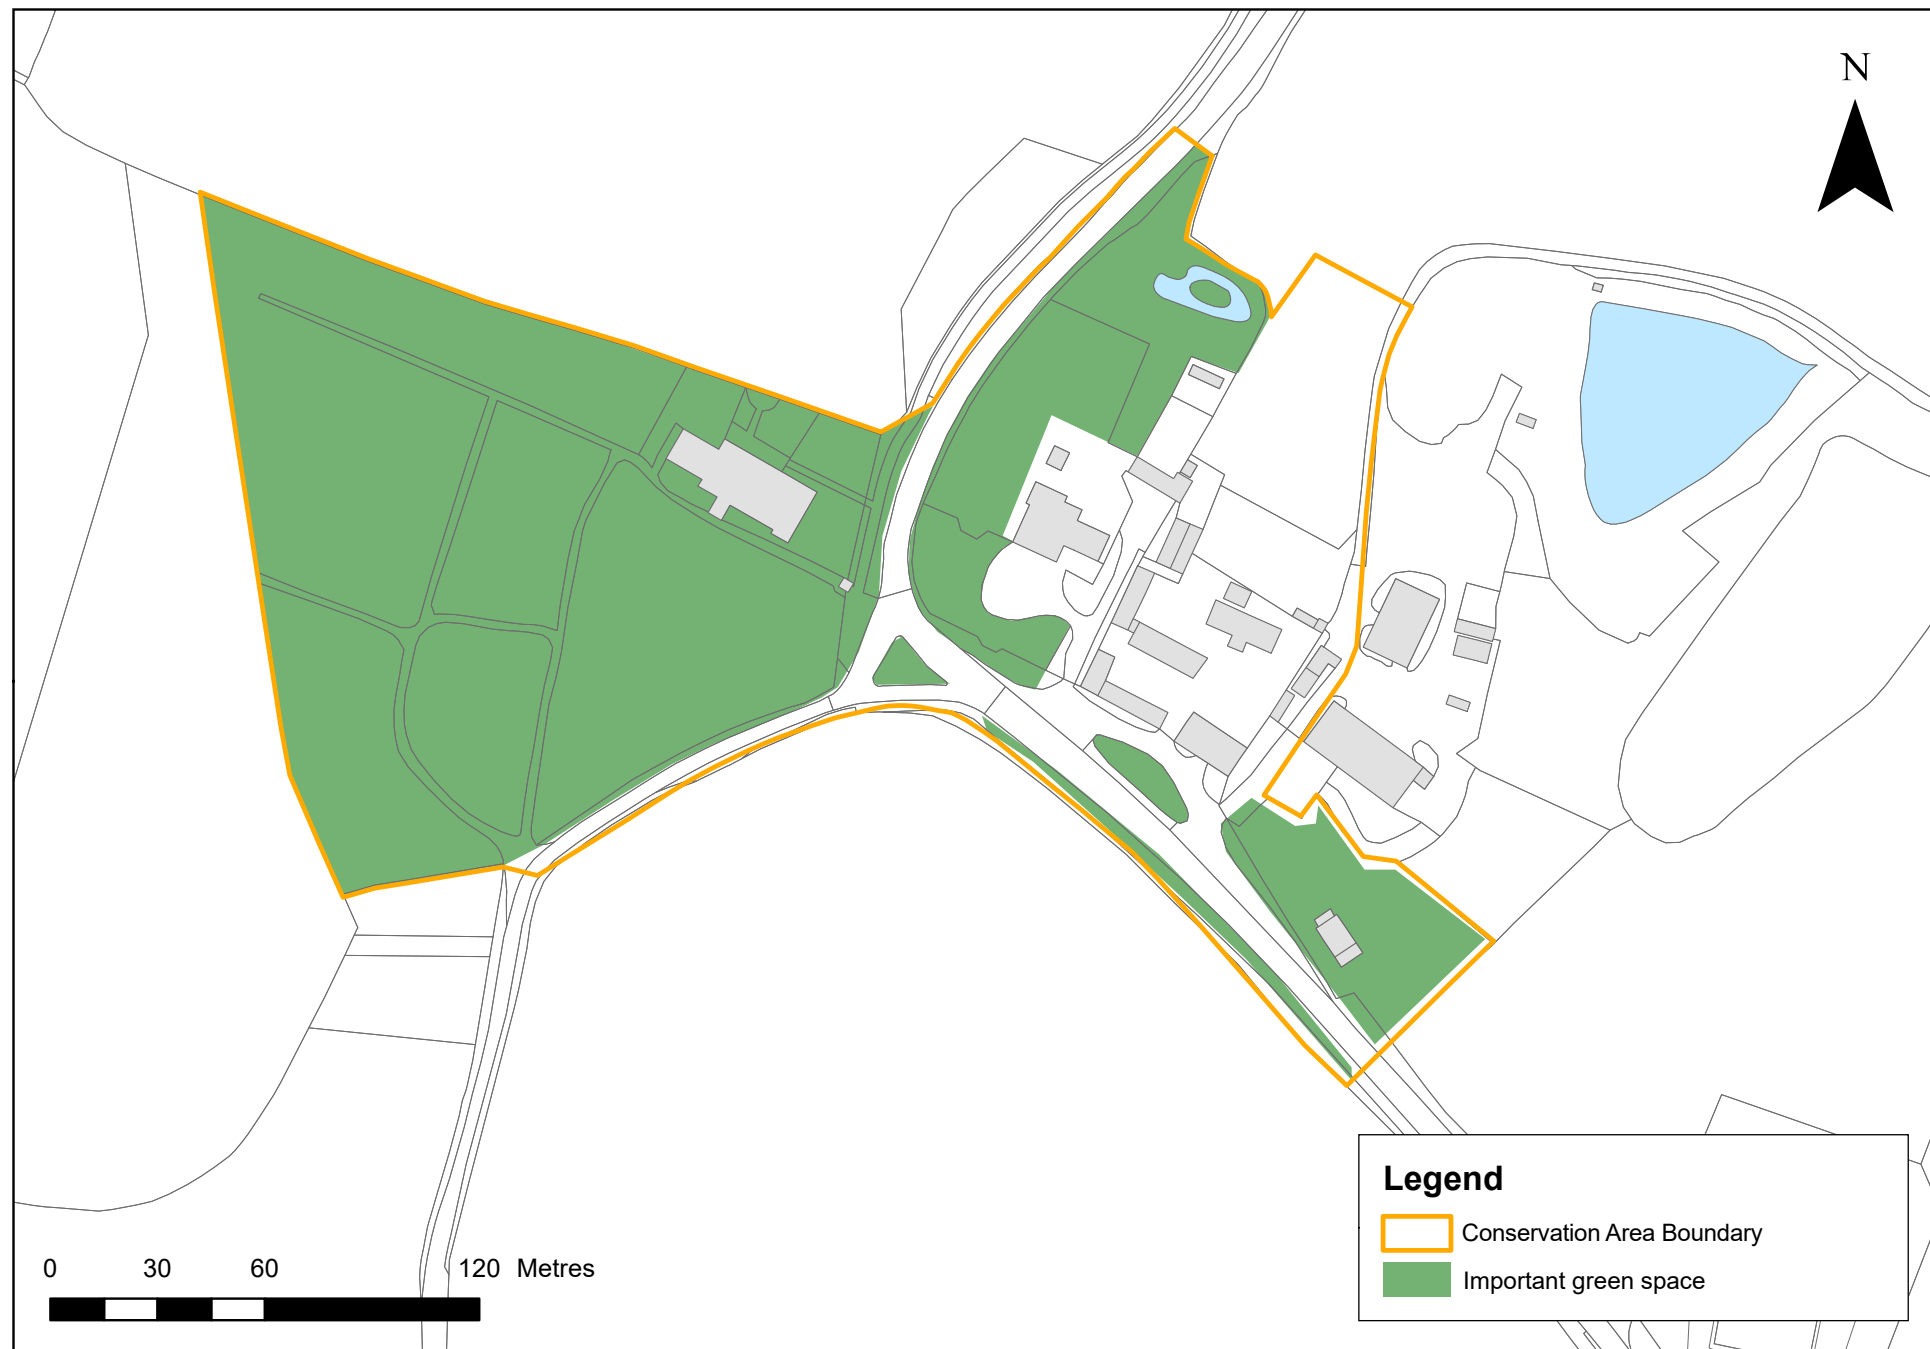 N
Legend
Conservation Area Boundary
Important green space
0 30 60 120 Metres